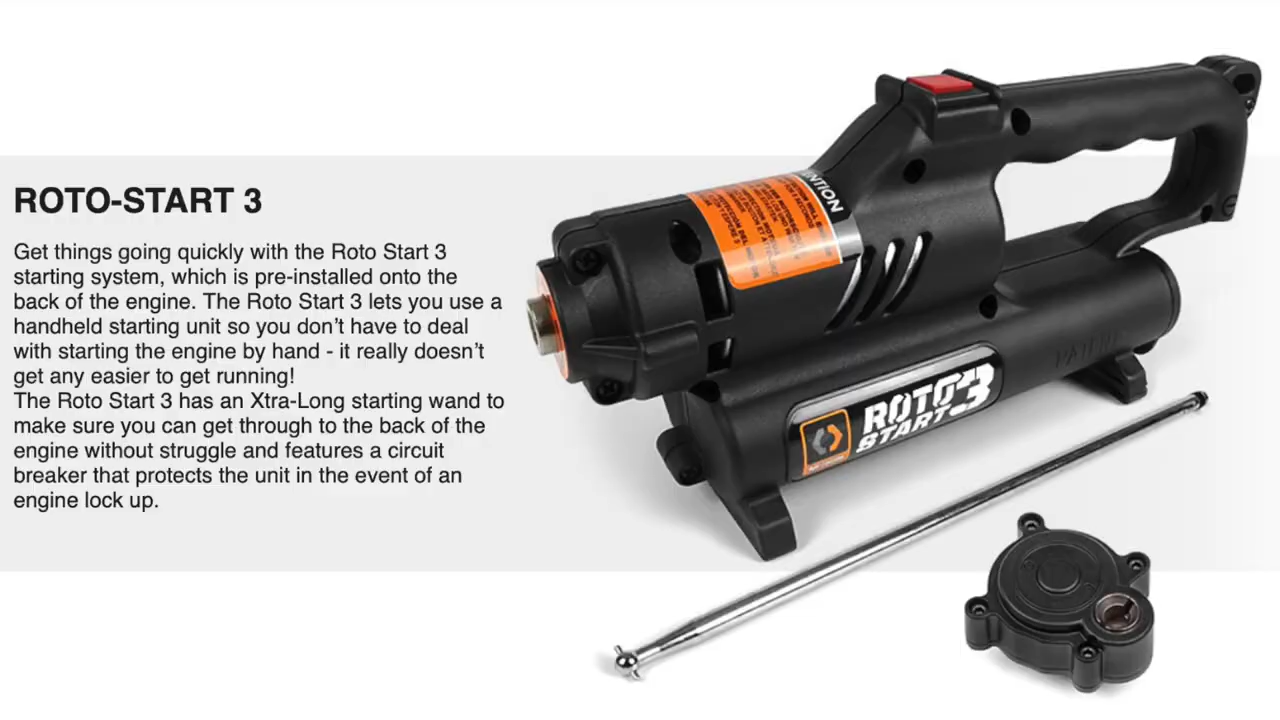 ROTO-START 3
Get things going quickly with the Roto Start 3
starting system, which is pre-installed onto the
back of the engine. The Roto Start 3 lets you use a
handheld starting unit so you don’t have to deal
with starting the engine by hand - it really doesn’t
get any easier to get running!
The Roto Start 3 has an Xtra-Long starting wand to
make sure you can get through to the back of the
engine without struggle and features a circuit
breaker that protects the unit in the event of an
engine lock up.
ROTO
START 3